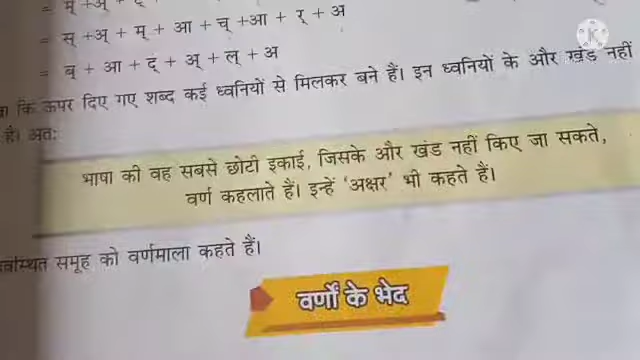 = स् +अ् + म् + आ + च् +आ + र् + अ
= ब् + आ + द् + अ् + ल् + अ
कि ऊपर दिए गए शब्द कई ध्वनियों से मिलकर बने हैं। इन ध्वनियों के और खंड नहीं
है। अतः
भाषा की वह सबसे छोटी इकाई, जिसके और खंड नहीं किए जा सकते,
वर्ण कहलाते हैं। इन्हें 'अक्षर' भी कहते हैं।
समूह को वर्णमाला कहते हैं।
वर्णों के भेद